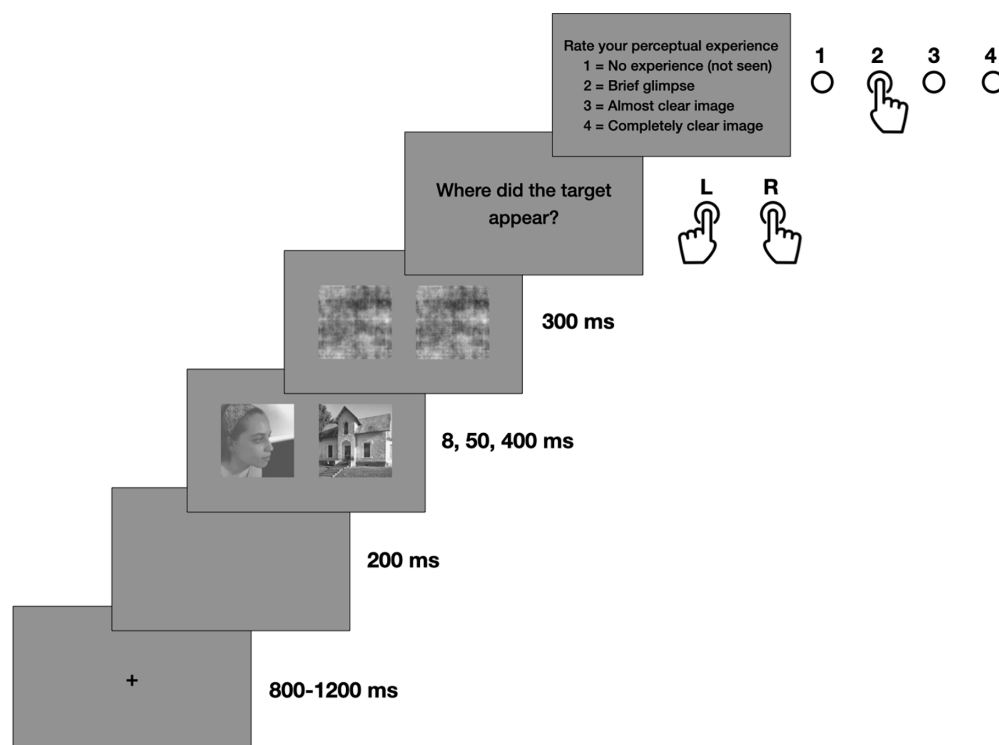 Rate your perceptual experience
1 = No experience (not seen)
2 = Brief glimpse
3 = Almost clear image
4 = Completely clear image
1 2 3 4
Where did the target
appear?
L R
300 ms
8, 50, 400 ms
200 ms
+
800-1200 ms